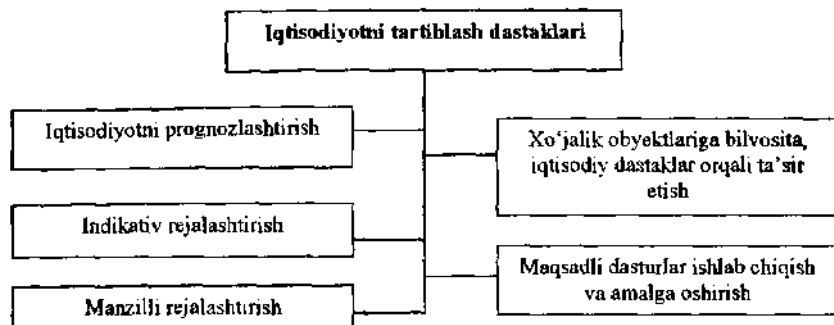 Iqtisodiyotni tartiblash dastaklari
Iqtisodiyotni prognozlashtirish
Indikativ rejalashtirish
Manzilli rejalashtirish
Xo‘jalik obyektlariga bilvosita,
iqtisodiy dastaklar orqali ta’sir
etish
Maqsadli dasturlar ishlab chiqish
va amalga oshirish